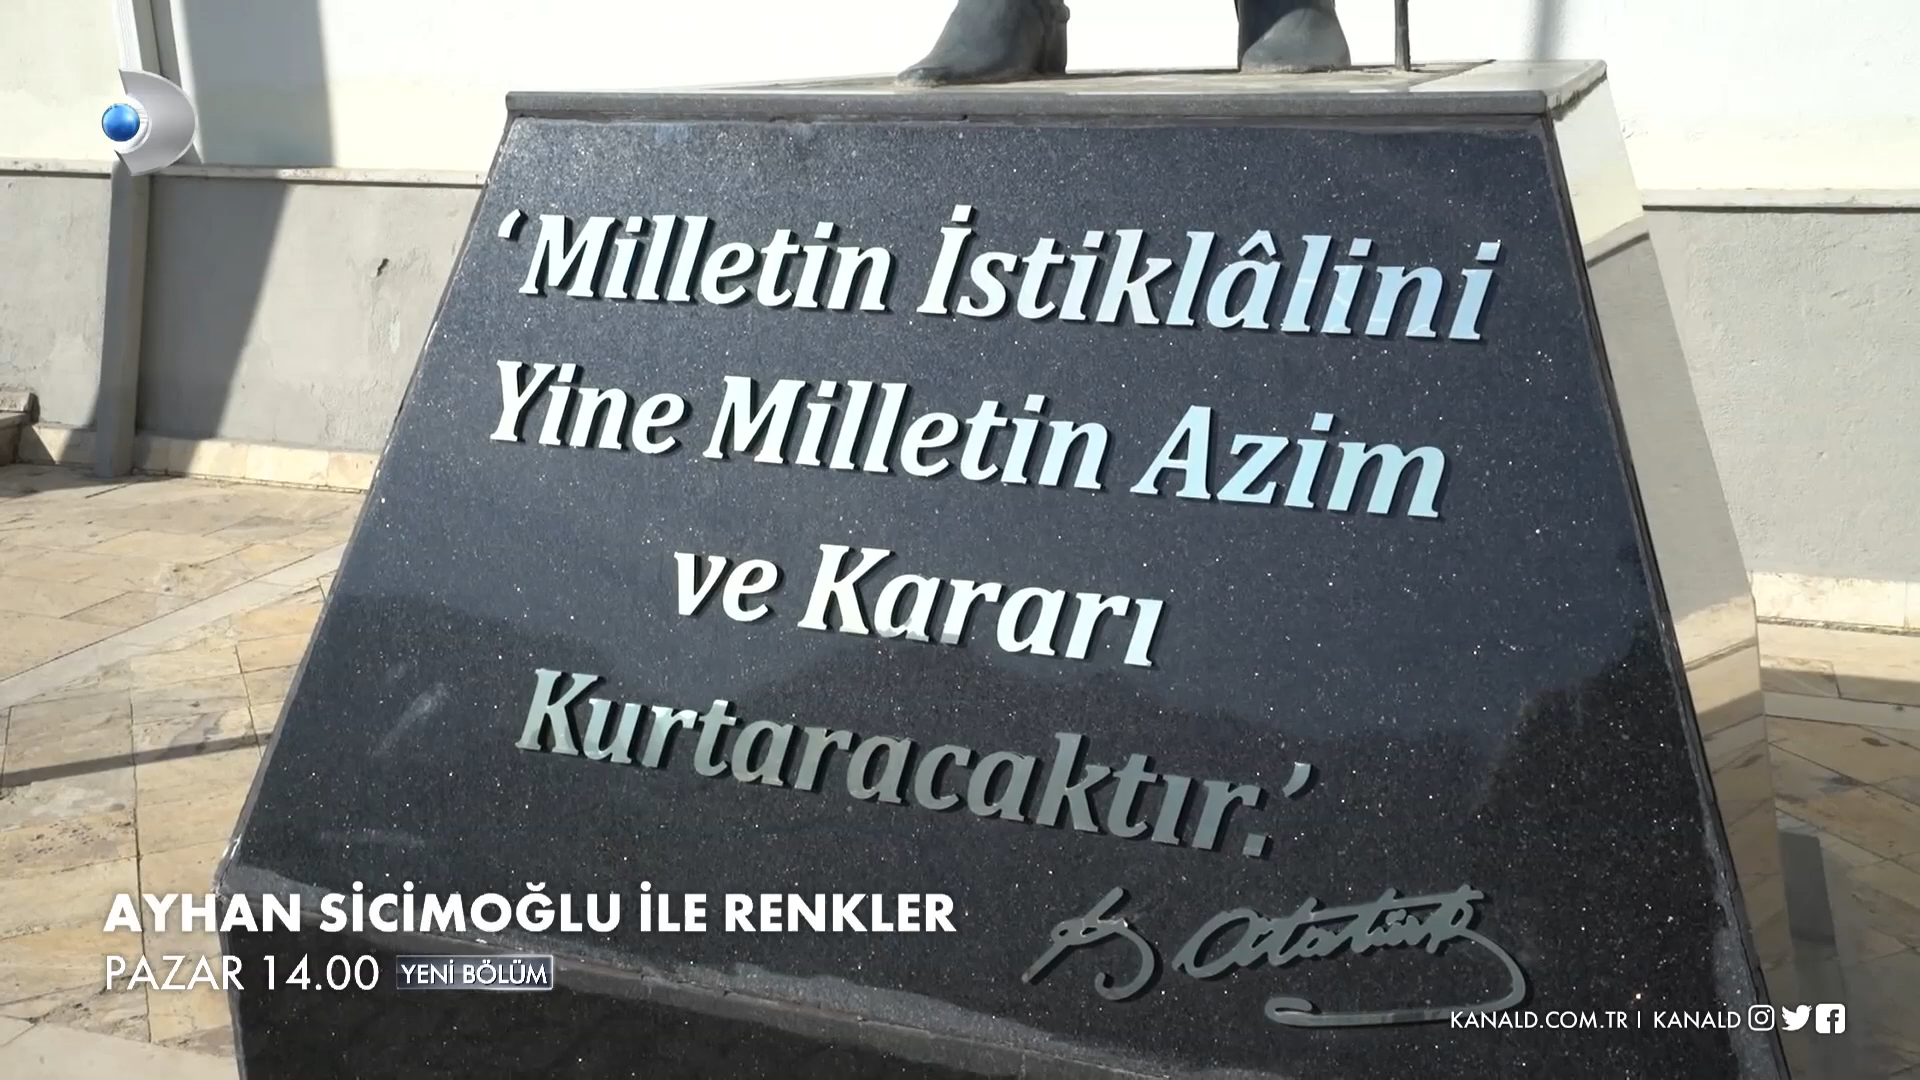 ‘Milletin İstiklâlini
Yine Milletin Azim
ve Kararı
Kurtaracaktır.’
K. Atatürk
AYHAN SİCİMOĞLU İLE RENKLER
PAZAR 14.00 YENİ BÖLÜM
KANALD.COM.TR | KANALD